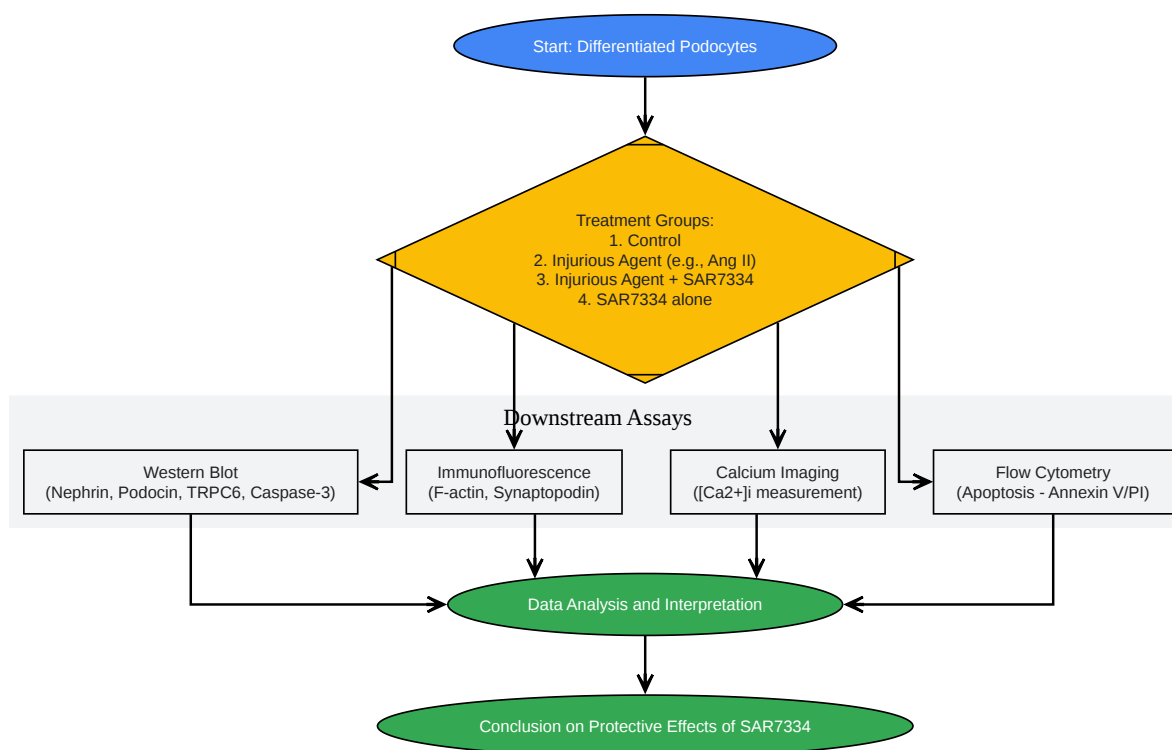 Start: Differentiated Podocytes
Treatment Groups:
1. Control
2. Injurious Agent (e.g., Ang II)
3. Injurious Agent + SAR7334
4. SAR7334 alone
Downstream Assays
Western Blot
(Nephrin, Podocin, TRPC6, Caspase-3)
Immunofluorescence
(F-actin, Synaptopodin)
Calcium Imaging
([Ca2+]i measurement)
Flow Cytometry
(Apoptosis - Annexin V/PI)
Data Analysis and Interpretation
Conclusion on Protective Effects of SAR7334